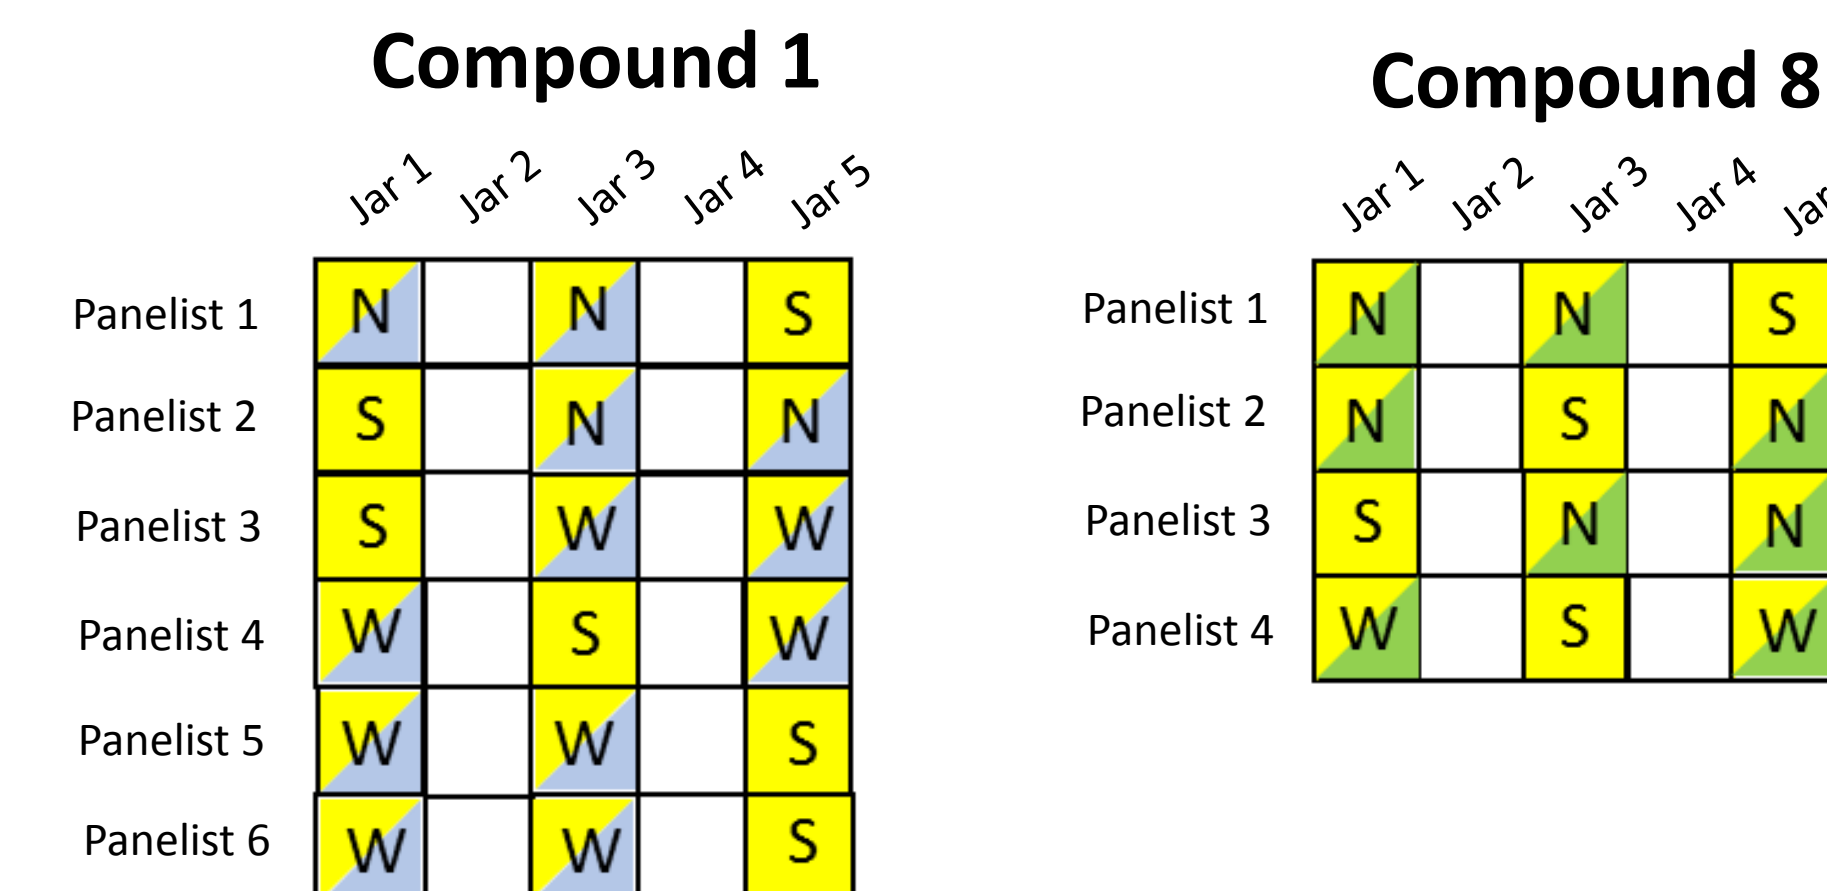 Compound 1
Jar 1 Jar 2 Jar 3 Jar 4 Jar 5
Panelist 1 N N S
Panelist 2 S N N
Panelist 3 S W W
Panelist 4 W S W
Panelist 5 W W S
Panelist 6 W W S
Compound 8
Jar 1 Jar 2 Jar 3 Jar 4 Jar
Panelist 1 N N S
Panelist 2 N S N
Panelist 3 S N N
Panelist 4 W S W